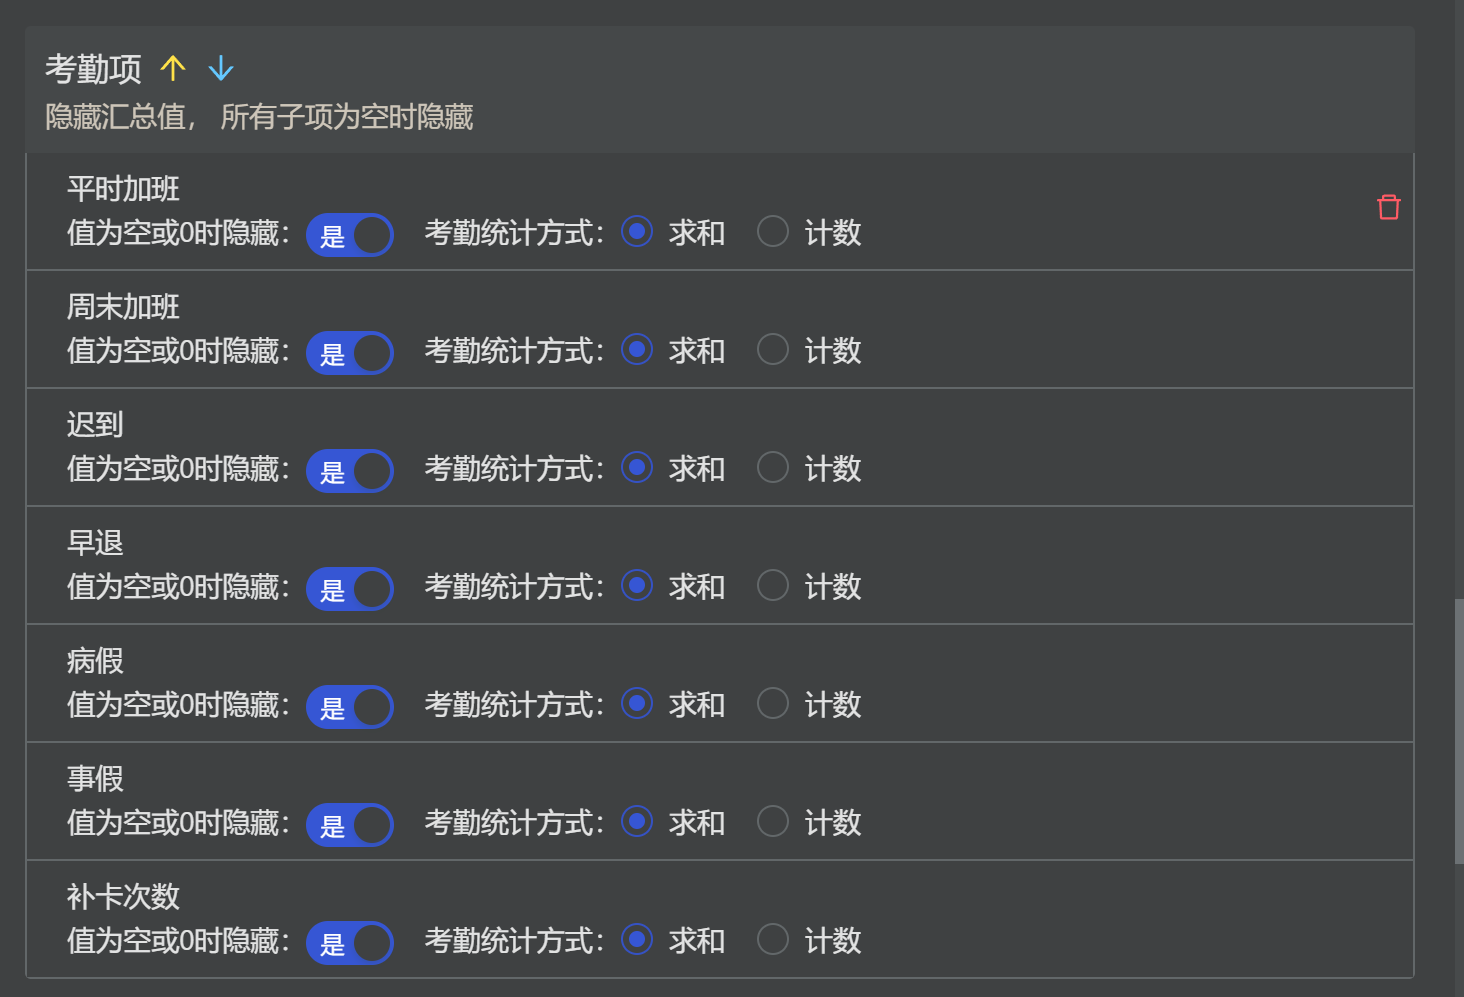 考勤项
隐藏汇总值， 所有子项为空时隐藏
平时加班
值为空或0时隐藏： 是 考勤统计方式： 求和 计数
周末加班
值为空或0时隐藏： 是 考勤统计方式： 求和 计数
迟到
值为空或0时隐藏： 是 考勤统计方式： 求和 计数
早退
值为空或0时隐藏： 是 考勤统计方式： 求和 计数
病假
值为空或0时隐藏： 是 考勤统计方式： 求和 计数
事假
值为空或0时隐藏： 是 考勤统计方式： 求和 计数
补卡次数
值为空或0时隐藏： 是 考勤统计方式： 求和 计数